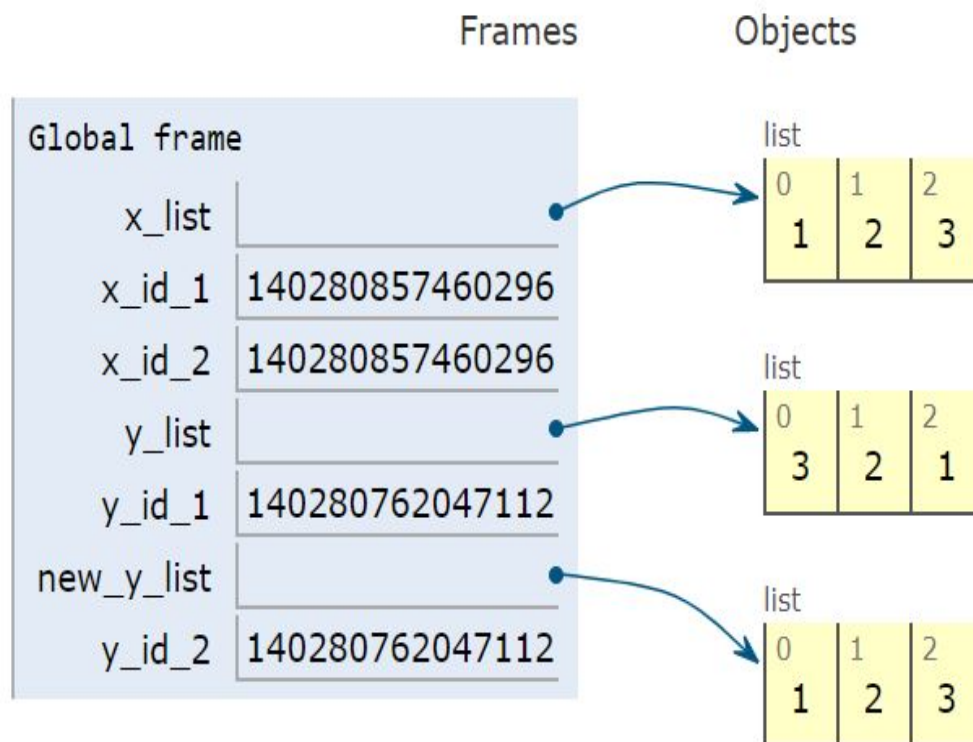 Frames Objects
Global frame
list
0 1 2
x_list
1 2 3
x_id_1 140280857460296
x_id_2 140280857460296
list
0 1 2
y_list
3 2 1
y_id_1 140280762047112
new_y_list
list
0 1 2
y_id_2 140280762047112
1 2 3